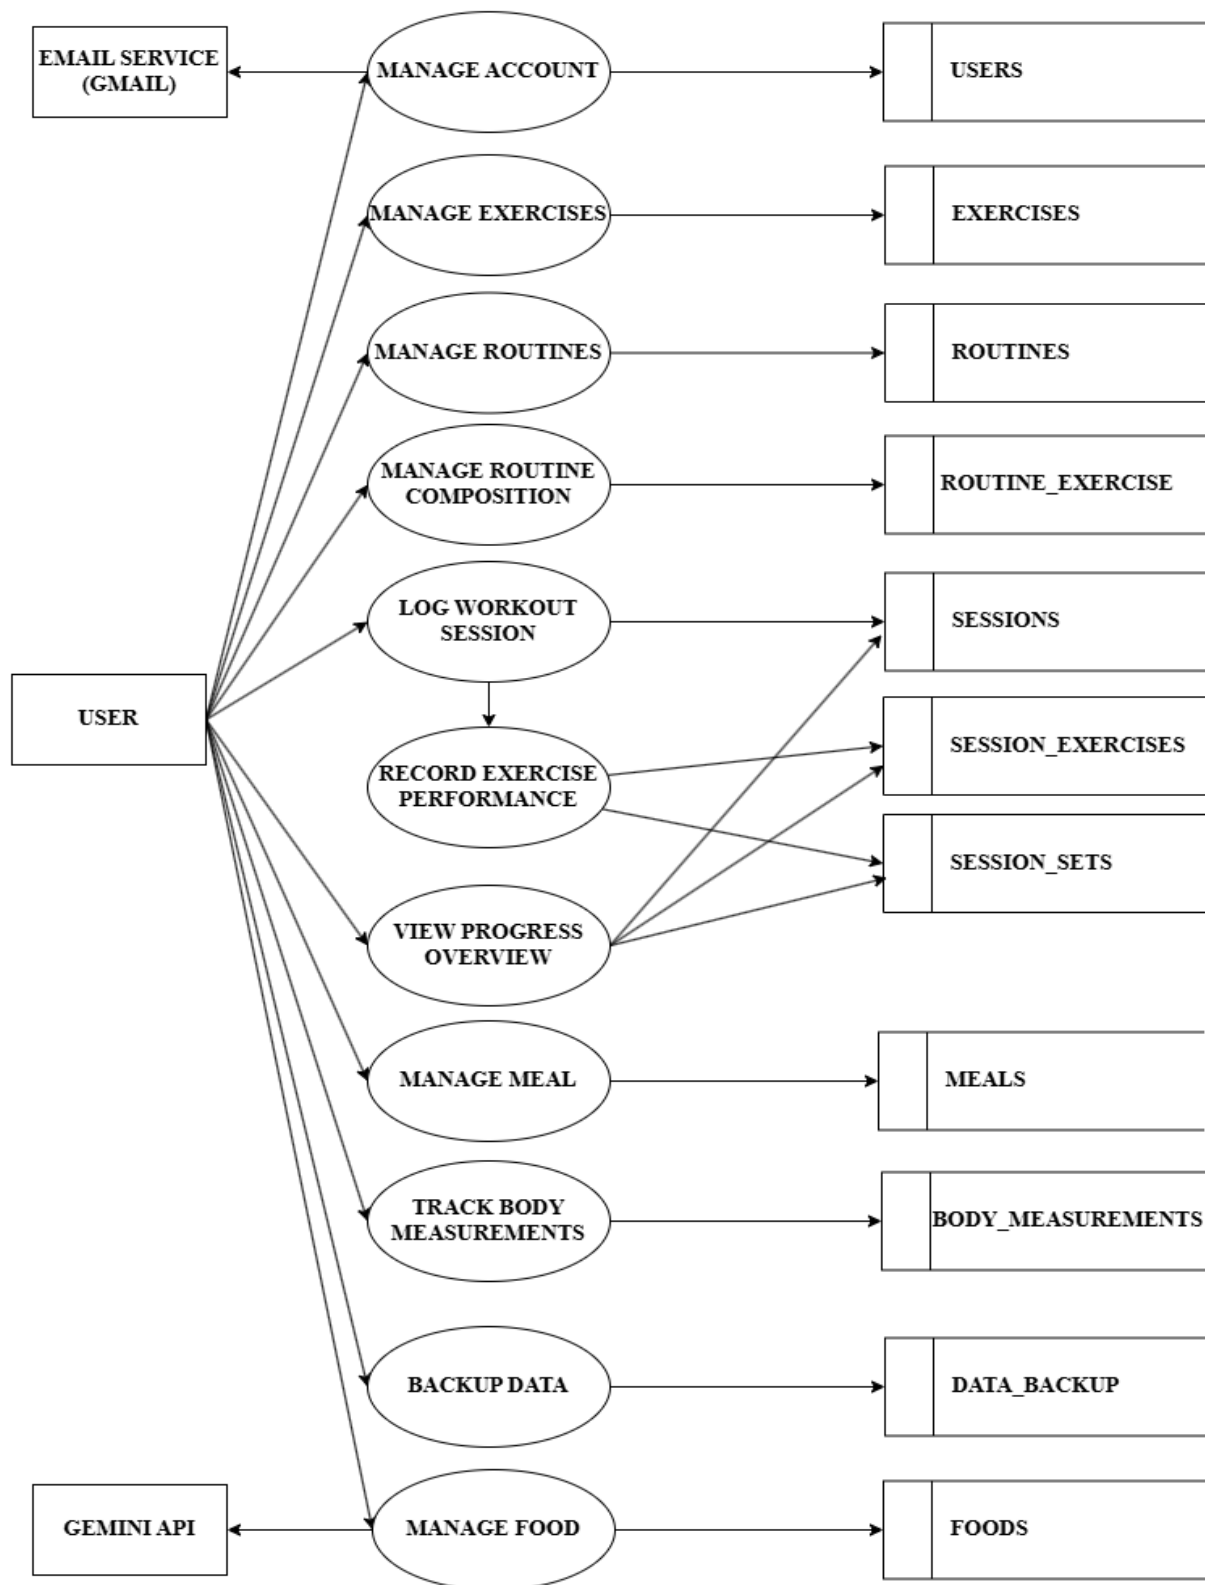 EMAIL SERVICE
(GMAIL)
MANAGE ACCOUNT
USERS
MANAGE EXERCISES
EXERCISES
MANAGE ROUTINES
ROUTINES
MANAGE ROUTINE
COMPOSITION
ROUTINE_EXERCISE
LOG WORKOUT
SESSION
SESSIONS
USER
RECORD EXERCISE
PERFORMANCE
SESSION_EXERCISES
SESSION_SETS
VIEW PROGRESS
OVERVIEW
MANAGE MEAL
MEALS
TRACK BODY
MEASUREMENTS
BODY_MEASUREMENTS
BACKUP DATA
DATA_BACKUP
GEMINI API
MANAGE FOOD
FOODS